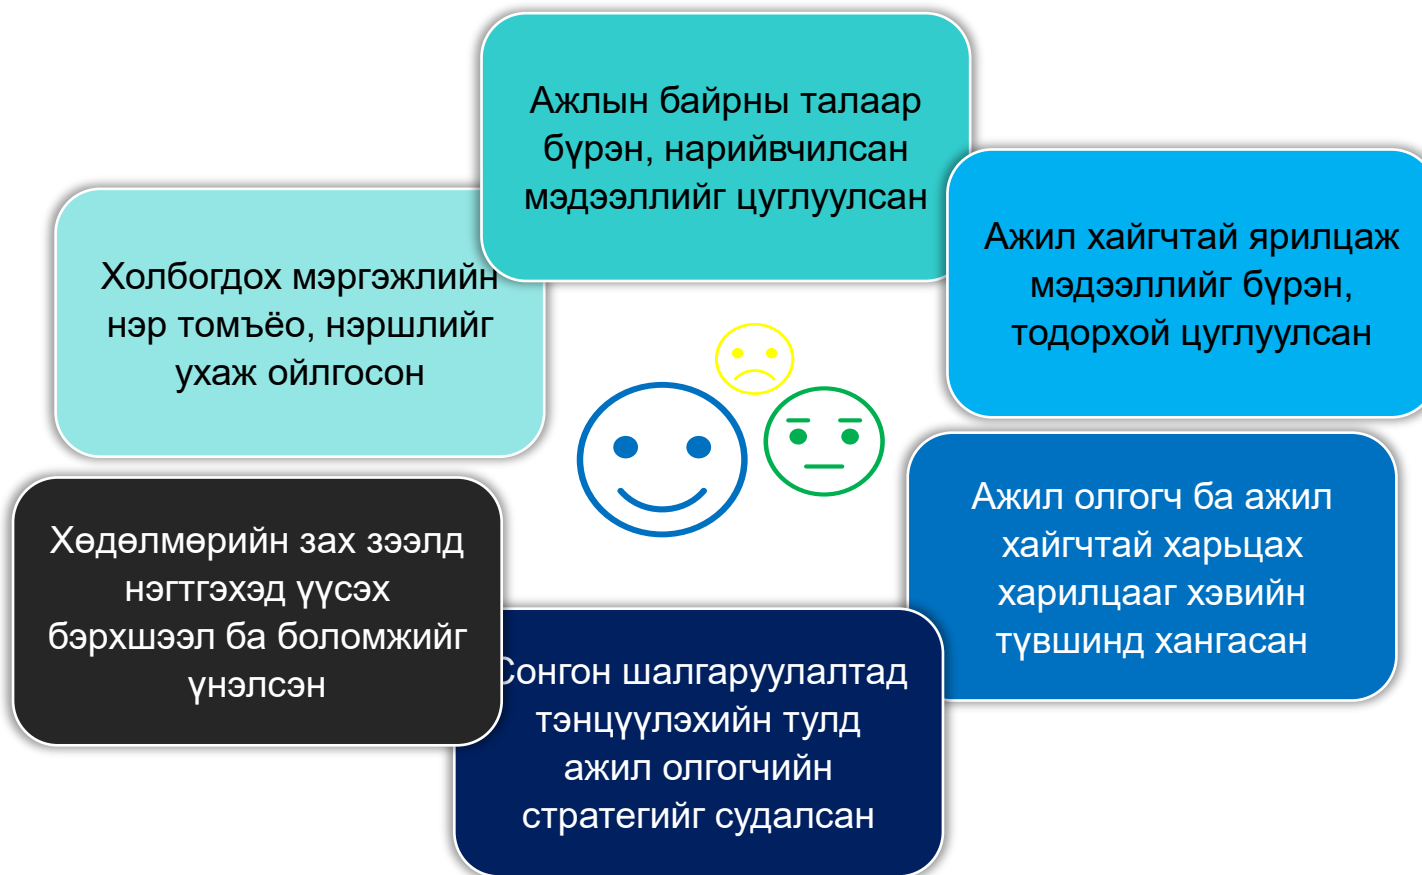 Ажлын байрны талаар
бүрэн, нарийвчилсан
мэдээллийг цуглуулсан
Ажил хайгчтай ярилцаж
мэдээллийг бүрэн,
тодорхой цуглуулсан
Ажил олгогч ба ажил
хайгчтай харьцах
харилцааг хэвийн
түвшинд хангасан
Сонгон шалгаруулалтад
тэнцүүлэхийн тулд
ажил олгогчийн
стратегийг судалсан
Хөдөлмөрийн зах зээлд
нэгтгэхэд үүсэх
бэрхшээл ба боломжийг
үнэлсэн
Холбогдох мэргэжлийн
нэр томъёо, нэршлийг
ухаж ойлгосон